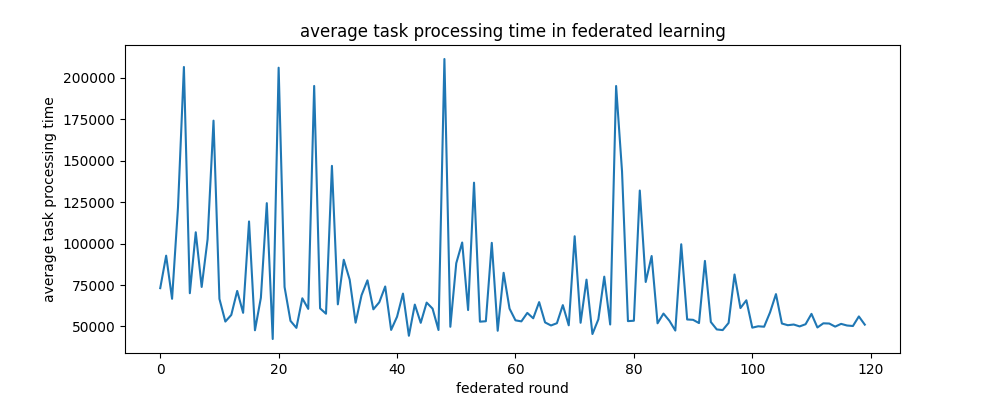 average task processing time in federated learning
average task processing time
200000
175000
150000
125000
100000
75000
50000
0 20 40 60 80 100 120
federated round